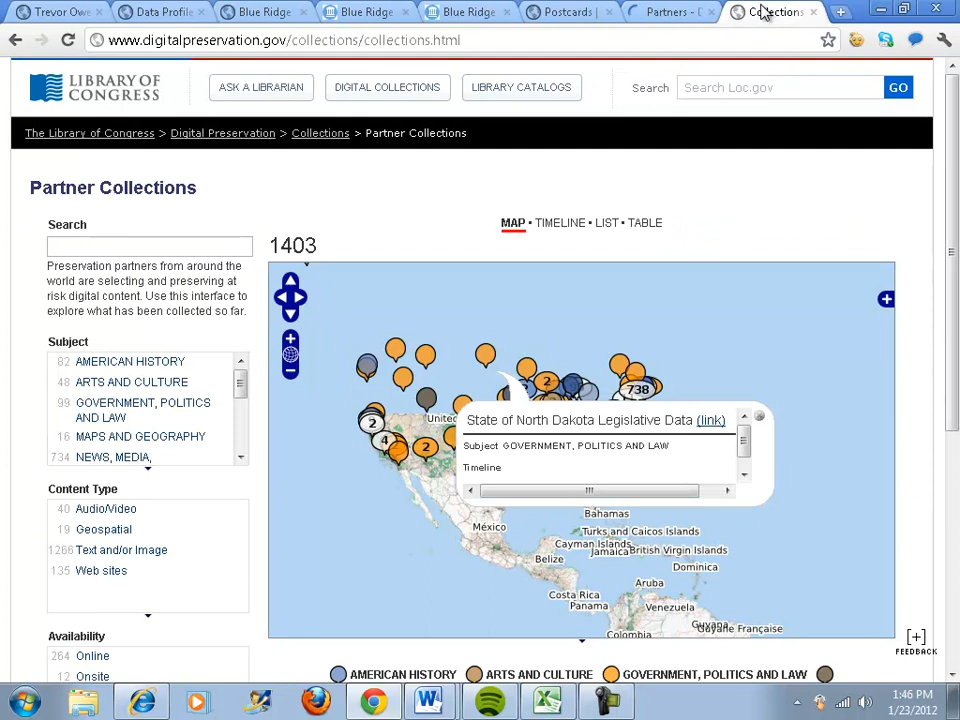 Trevor Owe
Data Profile
Blue Ridge
Blue Ridge
Blue Ridge
Postcards |
Partners - D
Collections
www.digitalpreservation.gov/collections/collections.html
LIBRARY OF
CONGRESS
ASK A LIBRARIAN
DIGITAL COLLECTIONS
LIBRARY CATALOGS
Search
Search Loc.gov
GO
The Library of Congress > Digital Preservation > Collections > Partner Collections
Partner Collections
Search
Preservation partners from around the
world are selecting and preserving at
risk digital content. Use this interface to
explore what has been collected so far.
Subject
82 AMERICAN HISTORY
48 ARTS AND CULTURE
99 GOVERNMENT, POLITICS
AND LAW
16 MAPS AND GEOGRAPHY
734 NEWS, MEDIA,
Content Type
40 Audio/Video
19 Geospatial
1266 Text and/or Image
135 Web sites
Availability
264 Online
12 Onsite
MAP • TIMELINE • LIST • TABLE
1403
2
738
2
4
2
United
State of North Dakota Legislative Data (link)
Subject GOVERNMENT, POLITICS AND LAW
Timeline
Bahamas
México
Turks and Caicos Islands
Cayman Islands
Jamaica
British Virgin Islands
Belize
Dominica
Aruba
Costa Rica
Panama
Venezuela
Guyana
Guyane Française
Colombia
[+]
FEEDBACK
AMERICAN HISTORY
ARTS AND CULTURE
GOVERNMENT, POLITICS AND LAW
1:46 PM
1/23/2012